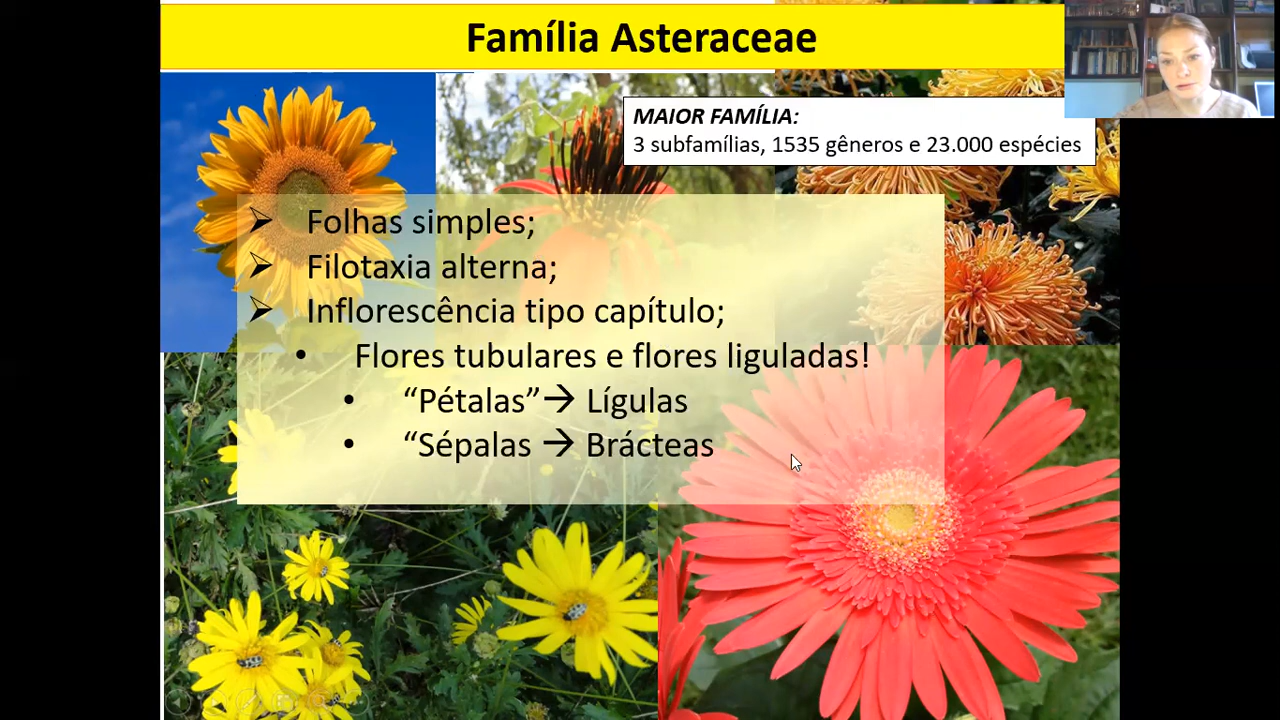 Família Asteraceae
MAIOR FAMÍLIA:
3 subfamílias, 1535 gêneros e 23.000 espécies
Folhas simples;
Filotaxia alterna;
Inflorescência tipo capítulo;
Flores tubulares e flores liguladas!
“Pétalas”→ Lígulas
“Sépalas → Brácteas